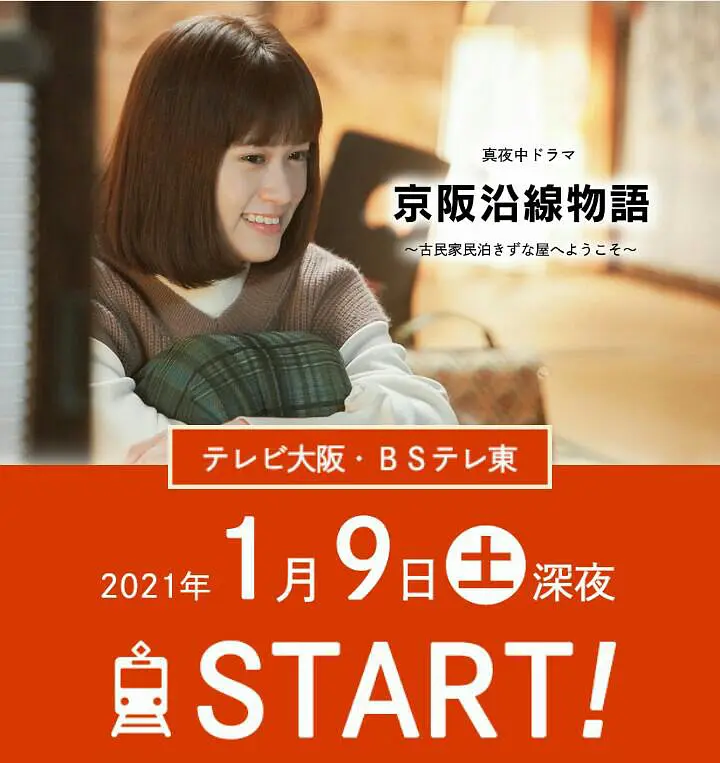 真夜中ドラマ
京阪沿線物語
～古民家民泊きずな屋へようこそ～
テレビ大阪・BSテレ東
2021年1月9日土深夜
START!